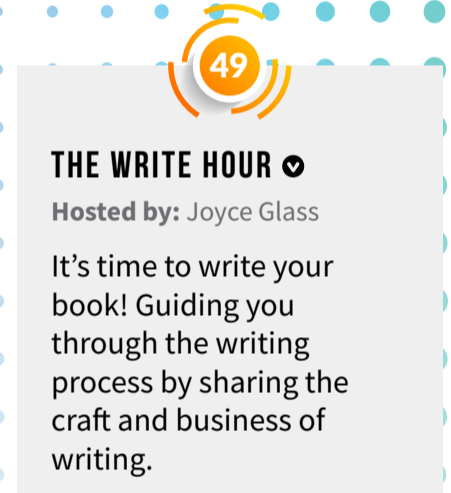 49
THE WRITE HOUR
Hosted by: Joyce Glass
It’s time to write your
book! Guiding you
through the writing
process by sharing the
craft and business of
writing.